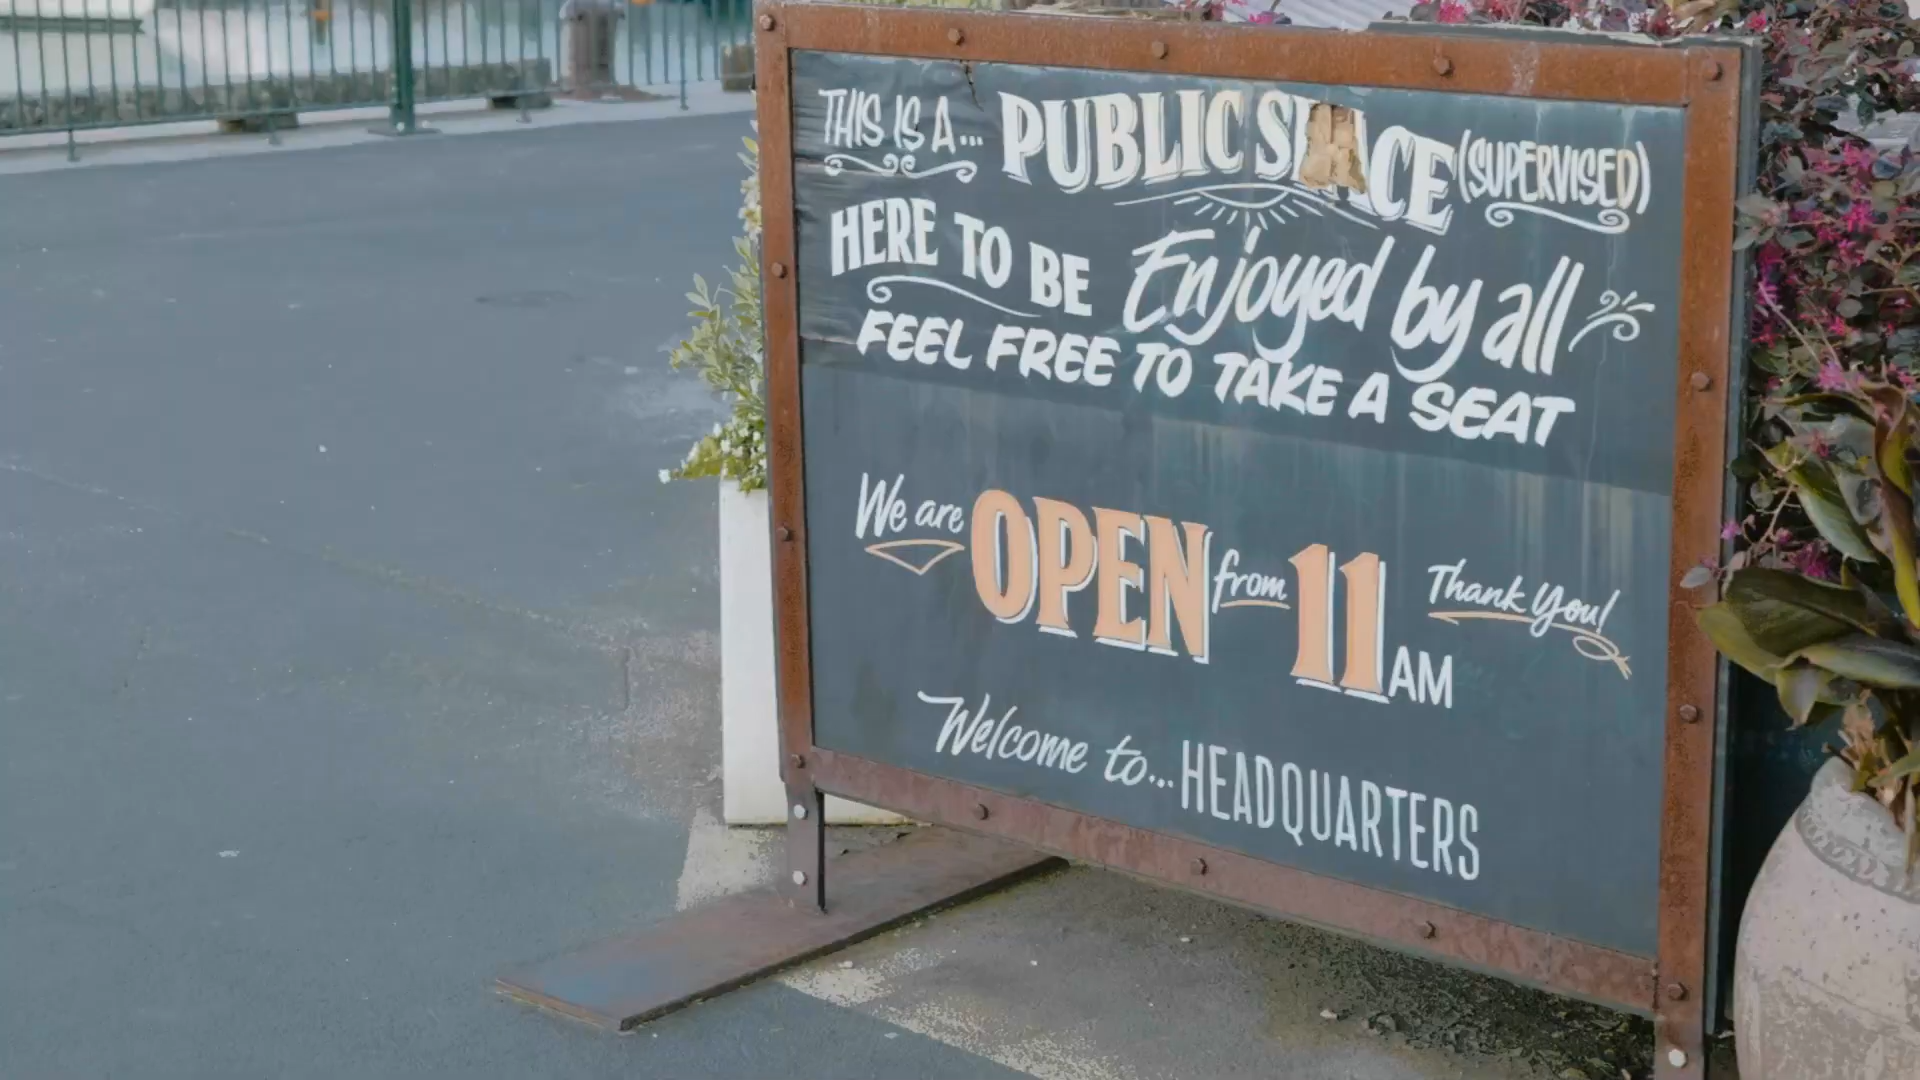 THIS IS A... PUBLIC SPACE (SUPERVISED)
HERE TO BE Enjoyed by all
FEEL FREE TO TAKE A SEAT
We are OPEN from 11 AM Thank you!
Welcome to... HEADQUARTERS